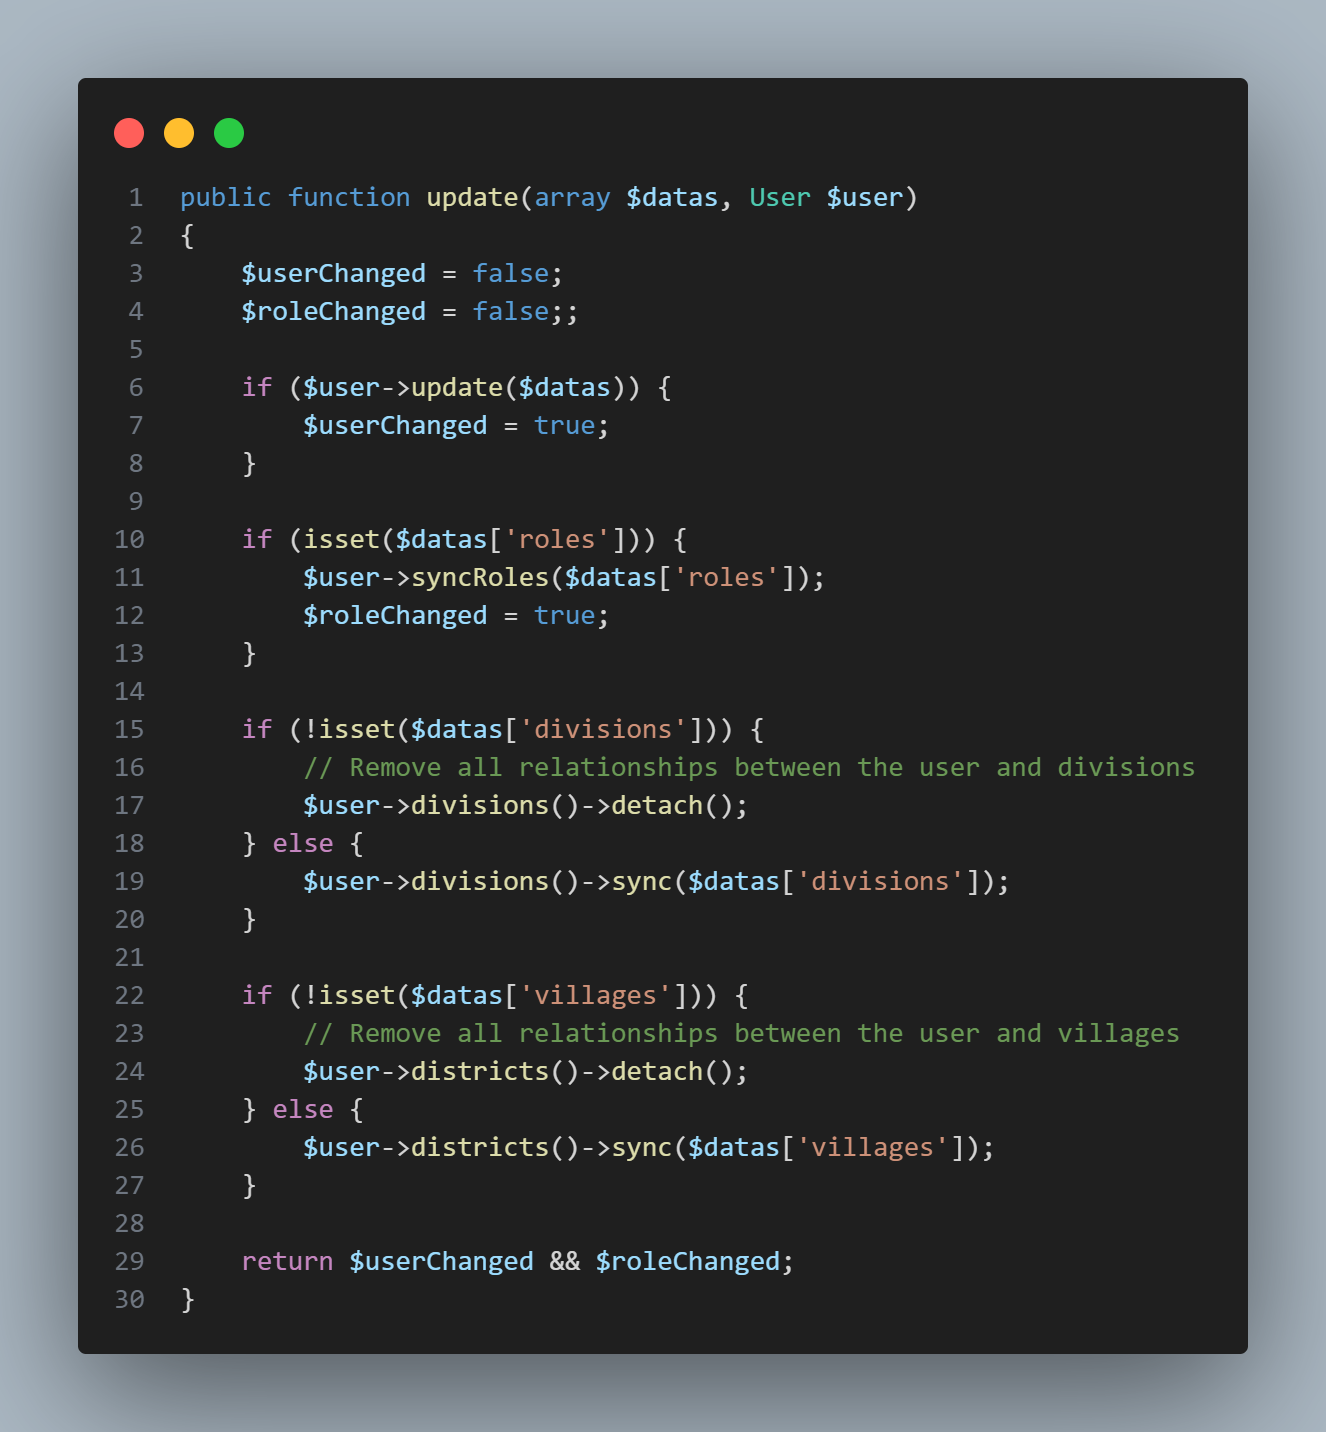 1 public function update(array $datas, User $user)
2 {
3     $userChanged = false;
4     $roleChanged = false;;
5
6     if ($user->update($datas)) {
7         $userChanged = true;
8     }
9
10     if (isset($datas['roles'])) {
11         $user->syncRoles($datas['roles']);
12         $roleChanged = true;
13     }
14
15     if (!isset($datas['divisions'])) {
16         // Remove all relationships between the user and divisions
17         $user->divisions()->detach();
18     } else {
19         $user->divisions()->sync($datas['divisions']);
20     }
21
22     if (!isset($datas['villages'])) {
23         // Remove all relationships between the user and villages
24         $user->districts()->detach();
25     } else {
26         $user->districts()->sync($datas['villages']);
27     }
28
29     return $userChanged && $roleChanged;
30 }